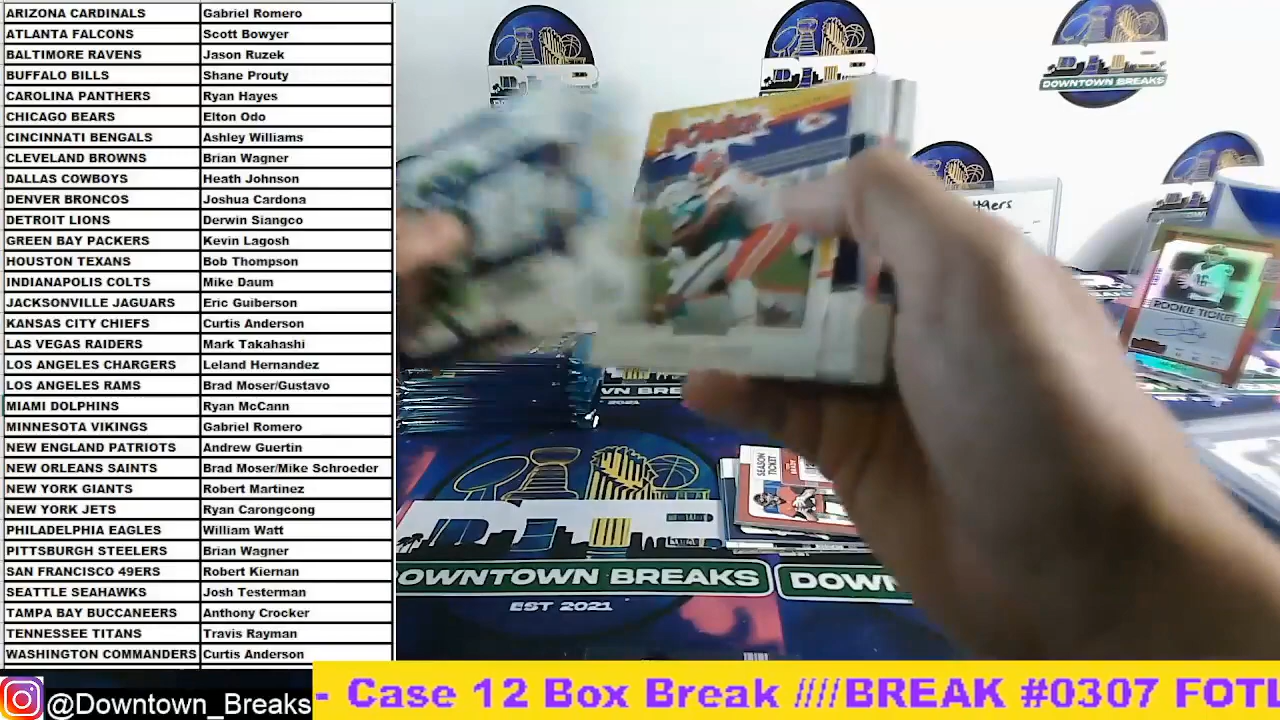 ARIZONA CARDINALS Gabriel Romero
ATLANTA FALCONS Scott Bowyer
BALTIMORE RAVENS Jason Ruzek
BUFFALO BILLS Shane Prouty
CAROLINA PANTHERS Ryan Hayes
CHICAGO BEARS Elton Odo
CINCINNATI BENGALS Ashley Williams
CLEVELAND BROWNS Brian Wagner
DALLAS COWBOYS Heath Johnson
DENVER BRONCOS Joshua Cardona
DETROIT LIONS Derwin Siangco
GREEN BAY PACKERS Kevin Lagosh
HOUSTON TEXANS Bob Thompson
INDIANAPOLIS COLTS Mike Daum
JACKSONVILLE JAGUARS Eric Guiberson
KANSAS CITY CHIEFS Curtis Anderson
LAS VEGAS RAIDERS Mark Takahashi
LOS ANGELES CHARGERS Leland Hernandez
LOS ANGELES RAMS Brad Moser/Gustavo
MIAMI DOLPHINS Ryan McCann
MINNESOTA VIKINGS Gabriel Romero
NEW ENGLAND PATRIOTS Andrew Guertin
NEW ORLEANS SAINTS Brad Moser/Mike Schroeder
NEW YORK GIANTS Robert Martinez
NEW YORK JETS Ryan Carongcong
PHILADELPHIA EAGLES William Watt
PITTSBURGH STEELERS Brian Wagner
SAN FRANCISCO 49ERS Robert Kiernan
SEATTLE SEAHAWKS Josh Testerman
TAMPA BAY BUCCANEERS Anthony Crocker
TENNESSEE TITANS Travis Rayman
WASHINGTON COMMANDERS Curtis Anderson
DOWNTOWN BREAKS
49ers
ROOKIE TICKET
SEASON TICKET
OWNTOWN BREAKS
DOWN
EST 2021
@Downtown_Breaks
- Case 12 Box Break ////BREAK #0307 FOTL